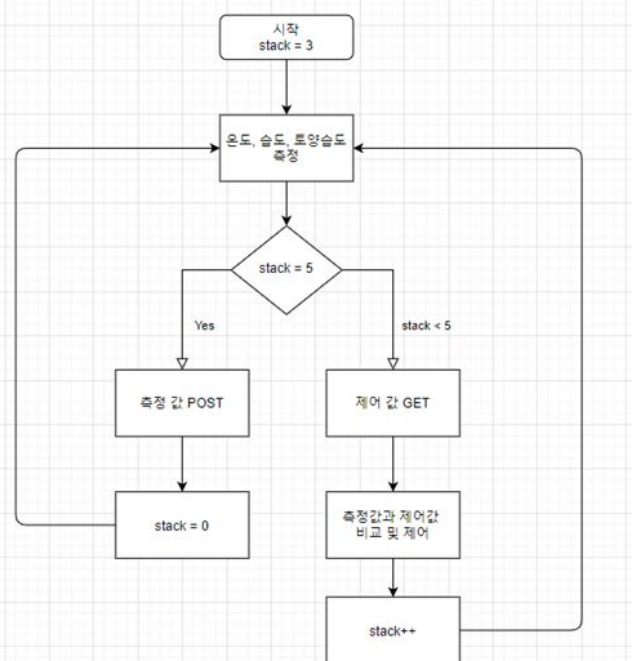 시작
stack = 3
온도, 습도, 토양습도
측정
stack = 5
Yes
stack < 5
측정 값 POST
제어 값 GET
stack = 0
측정값과 제어값
비교 및 제어
stack++